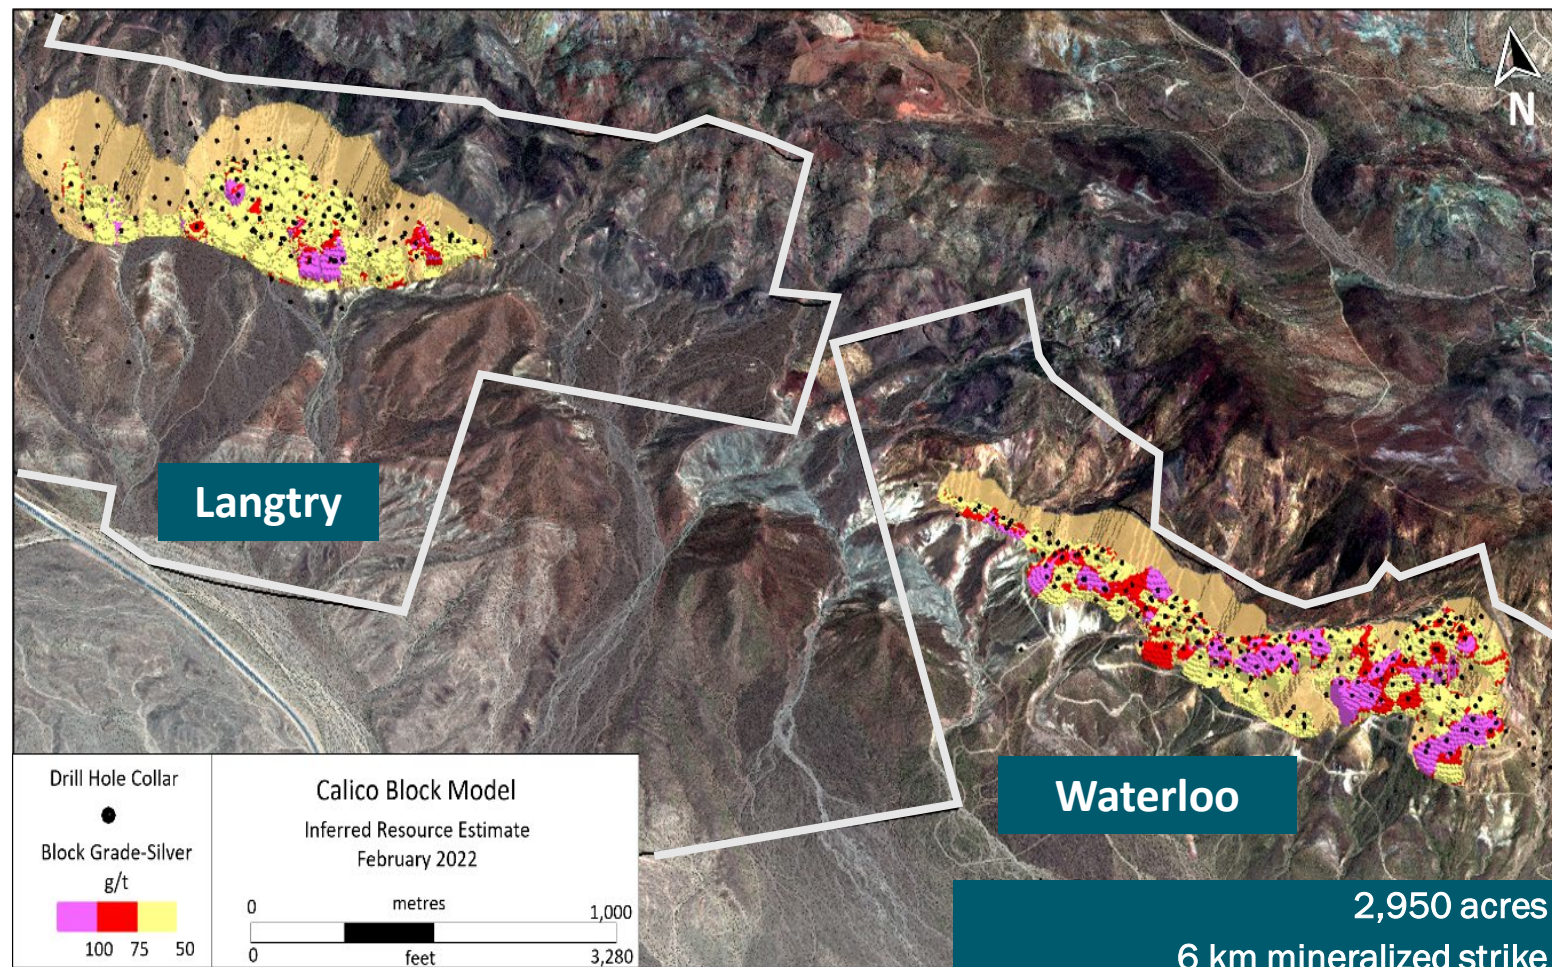 N
Langtry
Waterloo
Drill Hole Collar
Block Grade-Silver
g/t
100 75 50
Calico Block Model
Inferred Resource Estimate
February 2022
0 metres 1,000
0 feet 3,280
2,950 acres
6 km mineralized strike